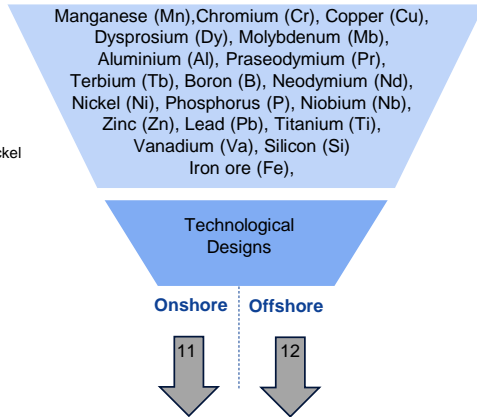 Manganese (Mn),Chromium (Cr), Copper (Cu),
Dysprosium (Dy), Molybdenum (Mb),
Aluminium (Al), Praseodymium (Pr),
Terbium (Tb), Boron (B), Neodymium (Nd),
Nickel (Ni), Phosphorus (P), Niobium (Nb),
Zinc (Zn), Lead (Pb), Titanium (Ti),
Vanadium (Va), Silicon (Si)
Iron ore (Fe),
Technological
Designs
Onshore Offshore
11 12